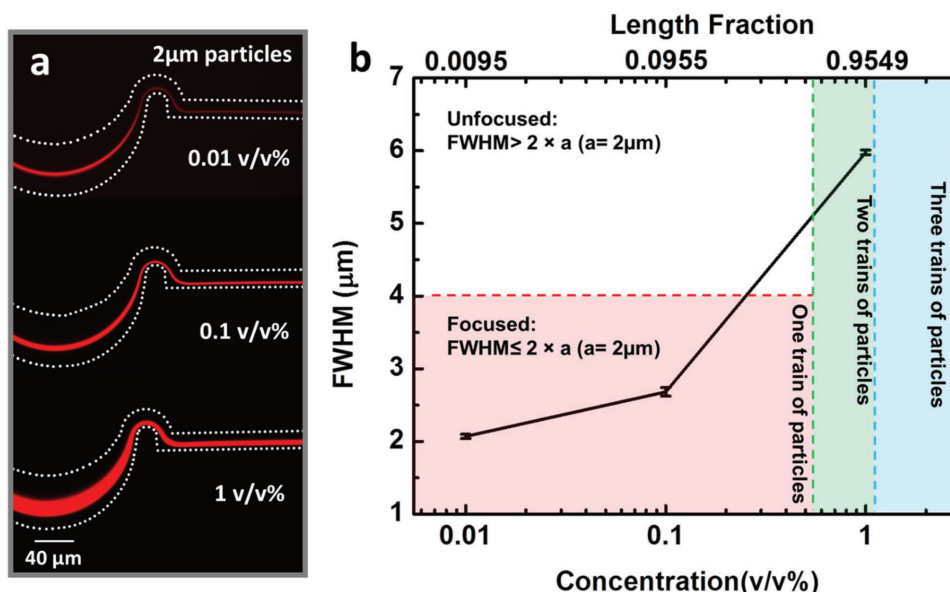 a
2μm particles
0.01 v/v%
0.1 v/v%
1 v/v%
40 μm
b
Length Fraction
0.0095 0.0955 0.9549
7
6
5
4
3
2
1
FWHM (μm)
Unfocused:
FWHM> 2 × a (a= 2μm)
Focused:
FWHM≤ 2 × a (a= 2μm)
One train of
particles
Two trains of
particles
Three trains of
particles
0.01 0.1 1
Concentration(v/v%)